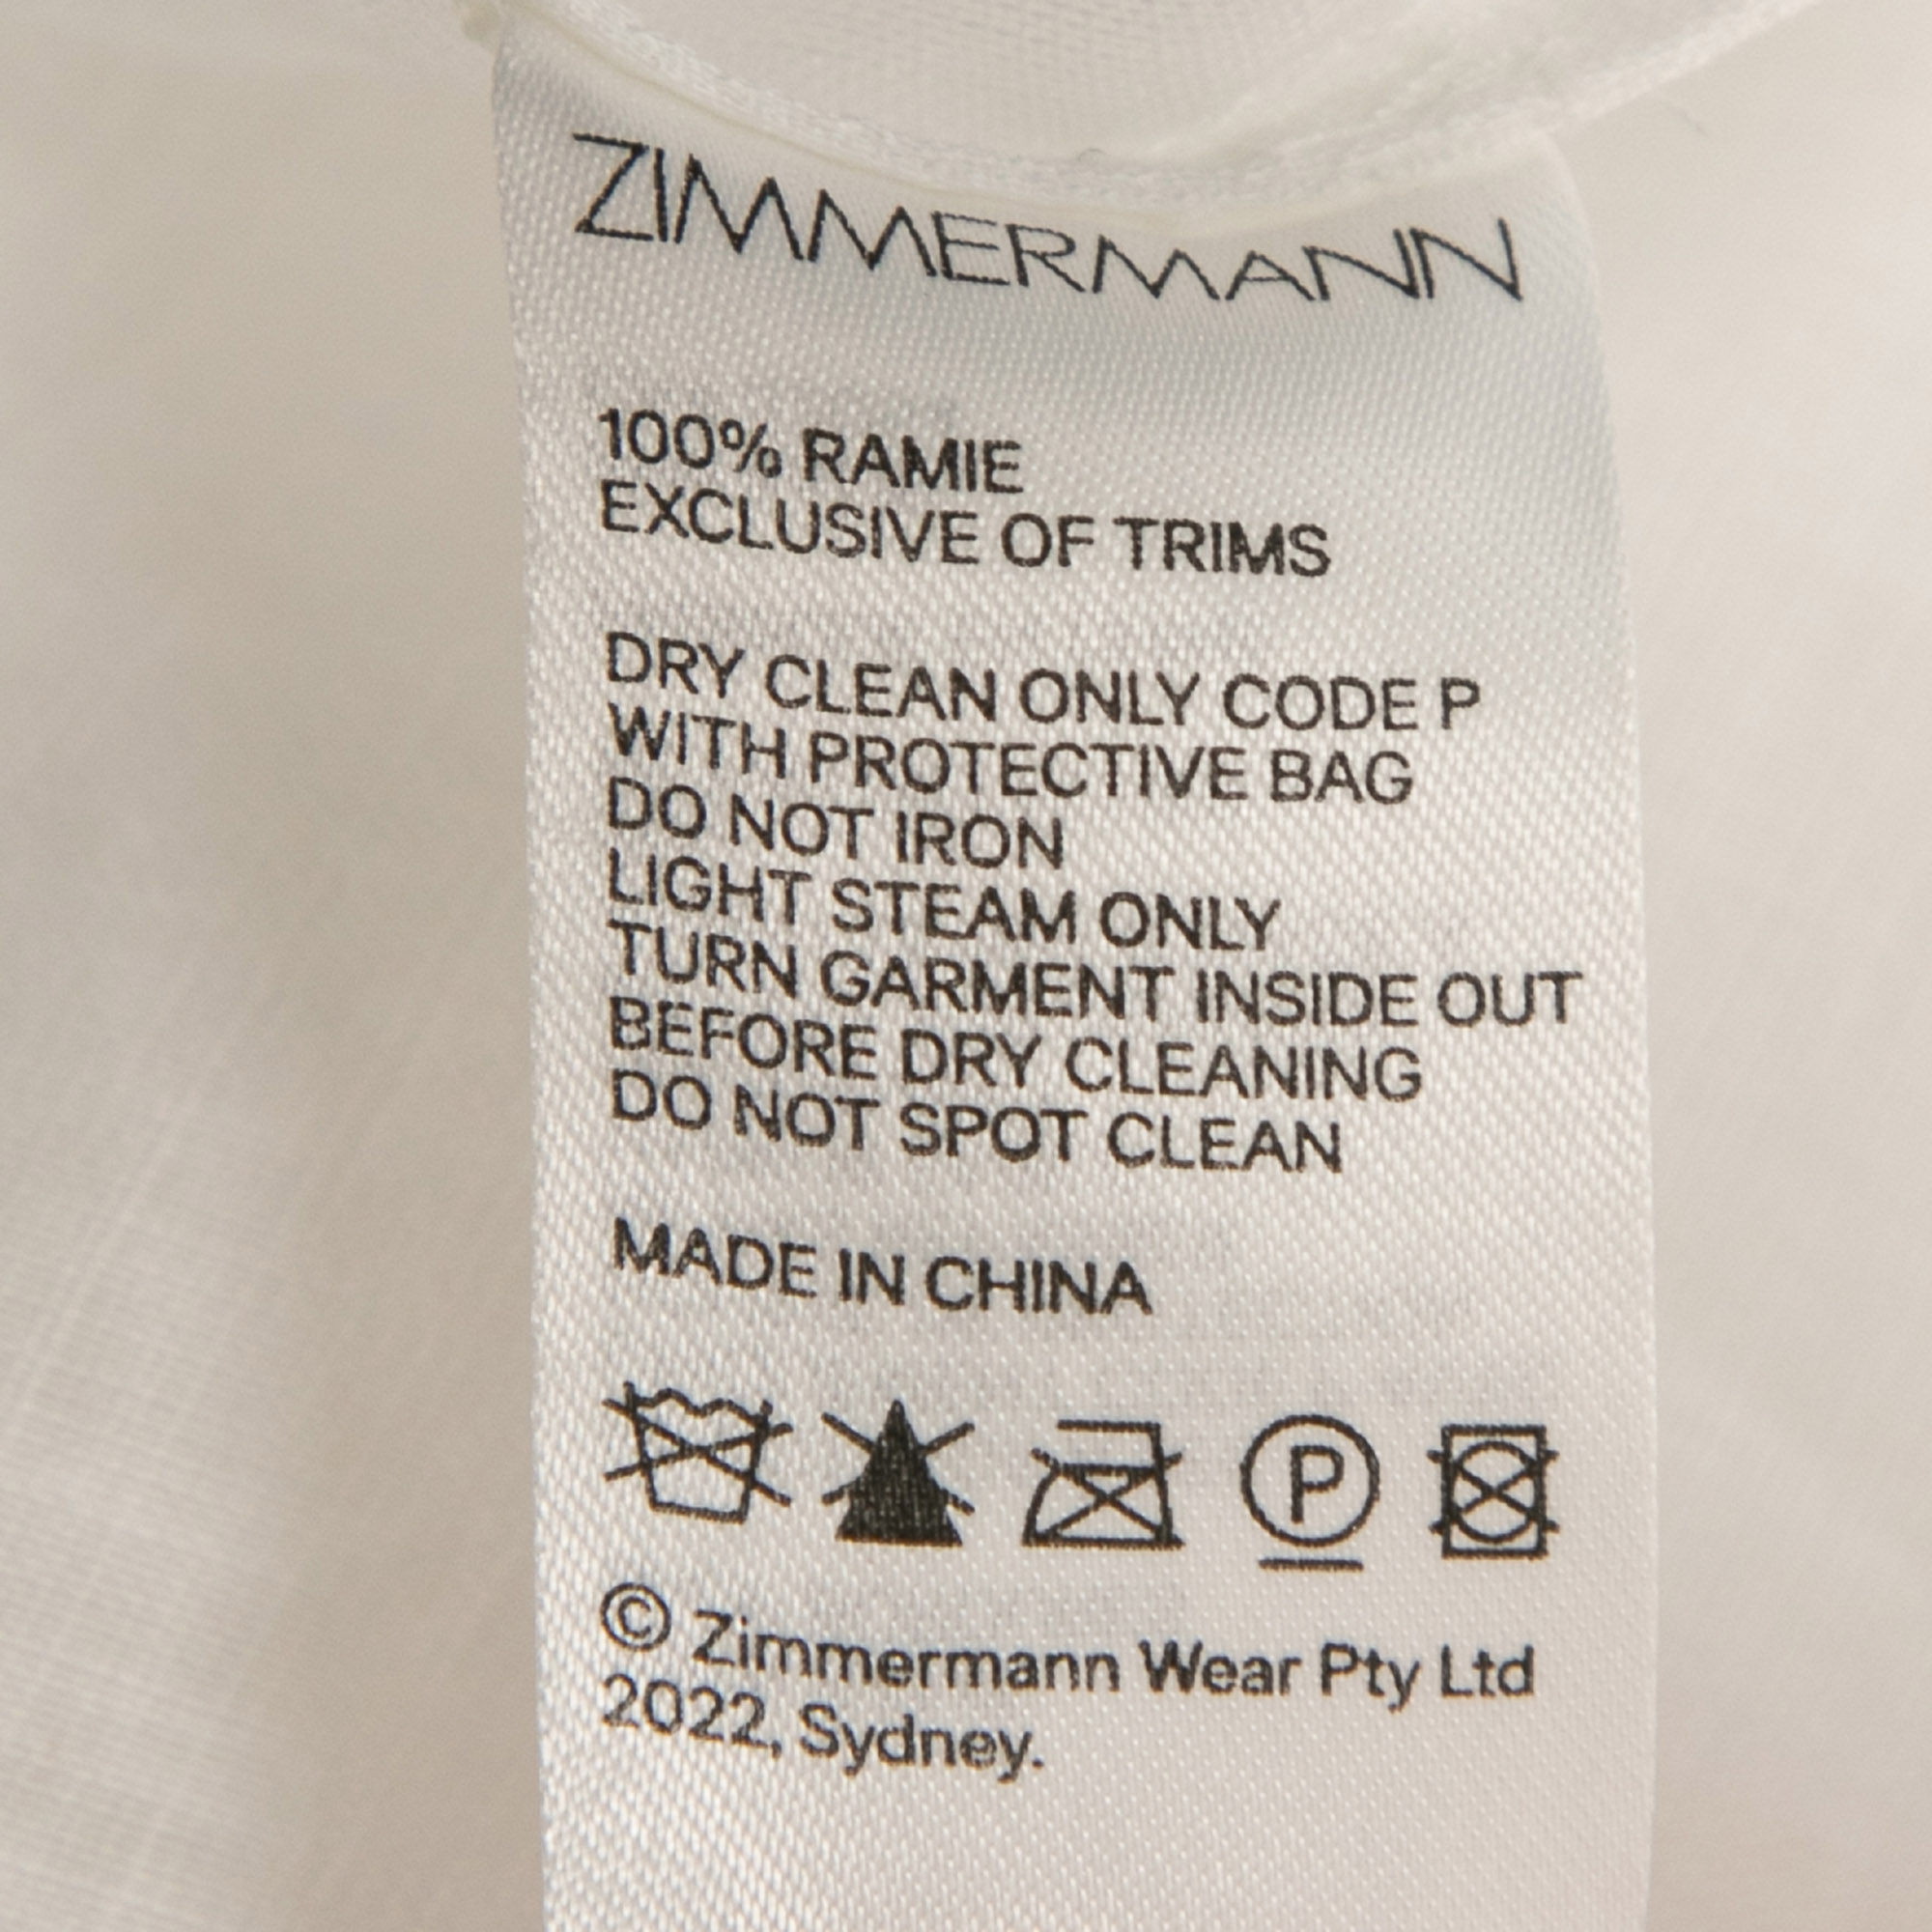 ZIMMERMANN
100% RAMIE
EXCLUSIVE OF TRIMS
DRY CLEAN ONLY CODE P
WITH PROTECTIVE BAG
DO NOT IRON
LIGHT STEAM ONLY
TURN GARMENT INSIDE OUT
BEFORE DRY CLEANING
DO NOT SPOT CLEAN
MADE IN CHINA
P
© Zimmermann Wear Pty Ltd
2022, Sydney.